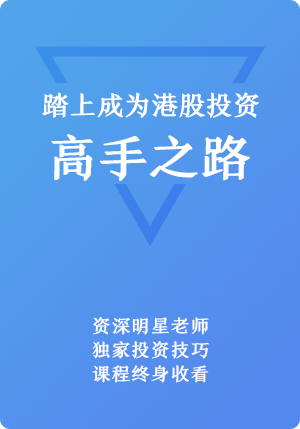 踏上成为港股投资
高手之路
资深明星老师
独家投资技巧
课程终身收看